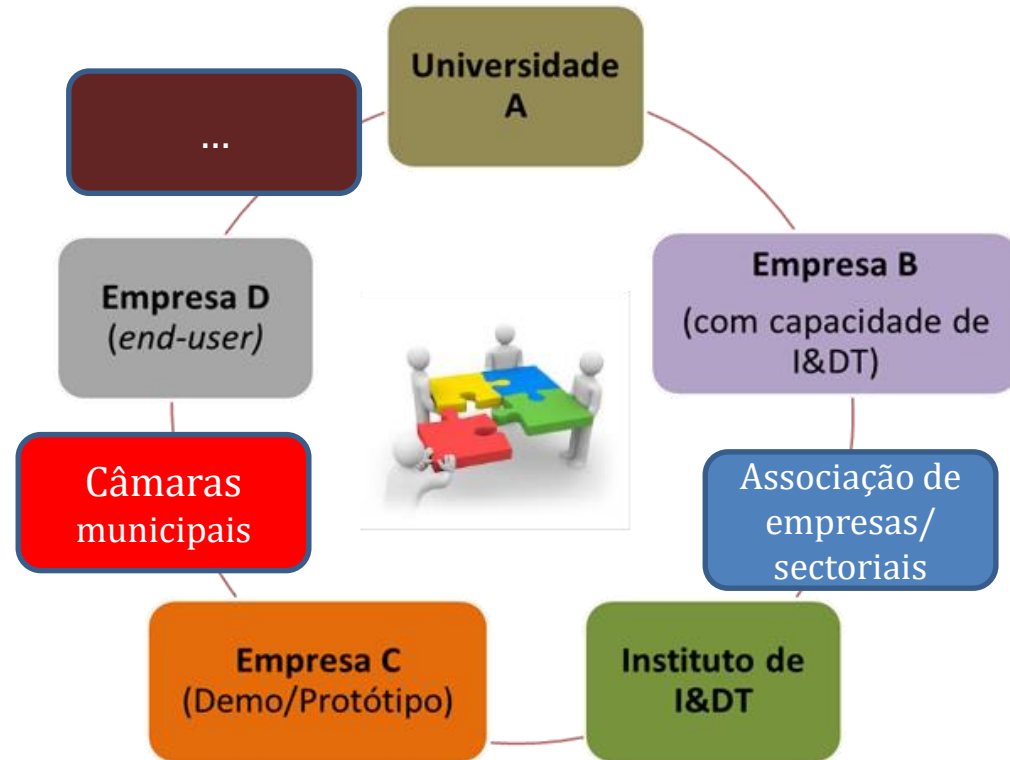 Universidade
A
...
Empresa B
(com capacidade de
I&DT)
Empresa D
(end-user)
Câmaras
municipais
Associação de
empresas/
sectoriais
Empresa C
(Demo/Protótipo)
Instituto de
I&DT